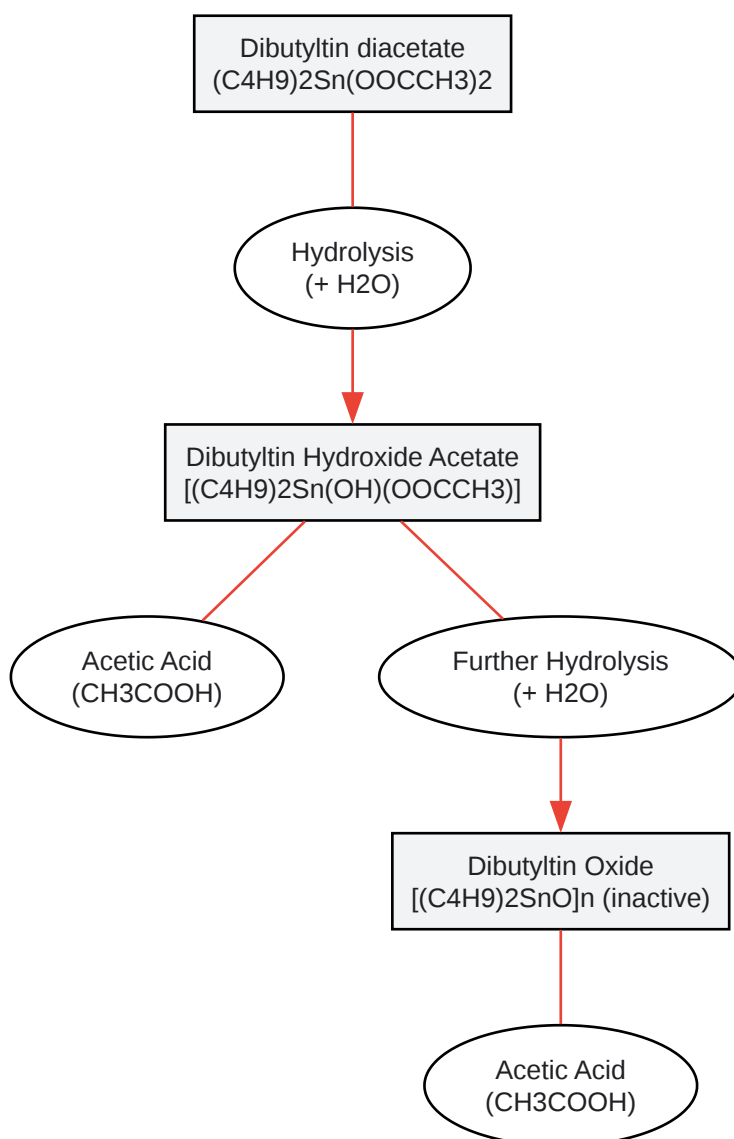 Dibutyltin diacetate
(C4H9)2Sn(OOCCH3)2
Hydrolysis
(+ H2O)
Dibutyltin Hydroxide Acetate
[(C4H9)2Sn(OH)(OOCCH3)]
Acetic Acid
(CH3COOH)
Further Hydrolysis
(+ H2O)
Dibutyltin Oxide
[(C4H9)2SnO]n (inactive)
Acetic Acid
(CH3COOH)